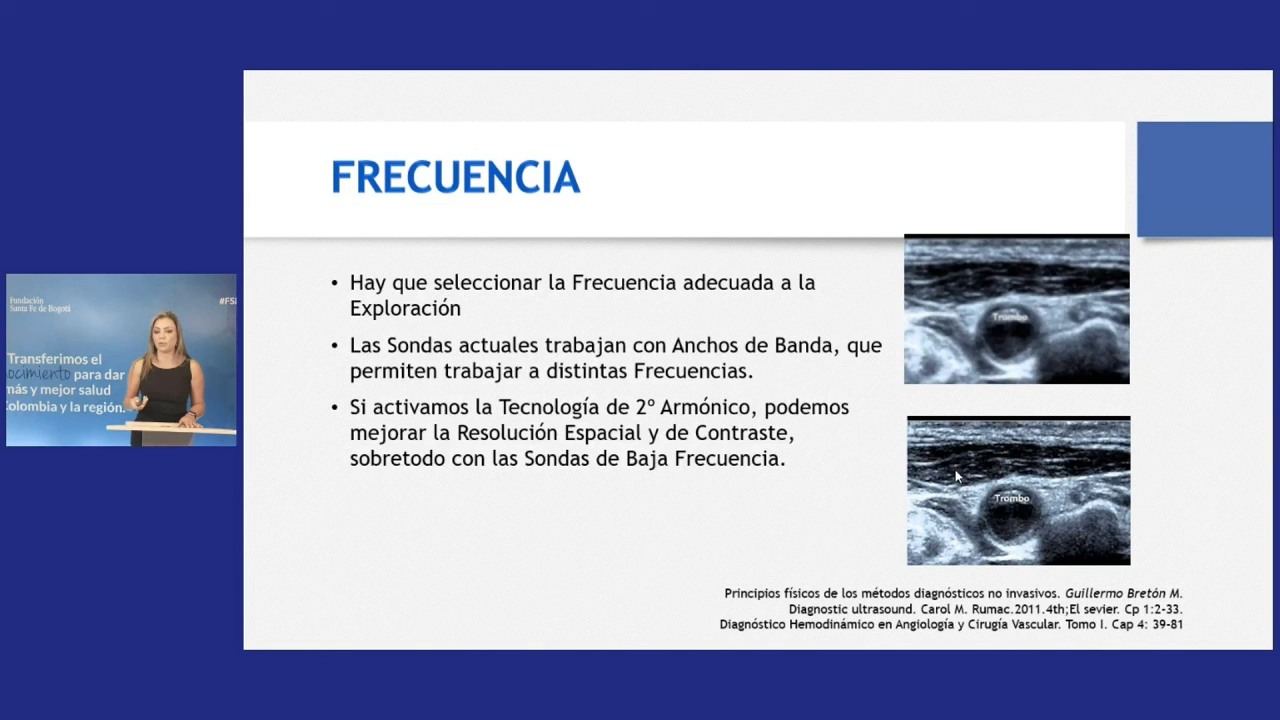 Fundación
Santa Fe de Bogotá
Transferimos el
ocimiento para dar
más y mejor salud
Colombia y la región.
FRECUENCIA
• Hay que seleccionar la Frecuencia adecuada a la
Exploración
• Las Sondas actuales trabajan con Anchos de Banda, que
permiten trabajar a distintas Frecuencias.
• Si activamos la Tecnología de 2º Armónico, podemos
mejorar la Resolución Espacial y de Contraste,
sobretodo con las Sondas de Baja Frecuencia.
Trombo
Trombo
Principios físicos de los métodos diagnósticos no invasivos. Guillermo Bretón M.
Diagnostic ultrasound. Carol M. Rumac.2011.4th;El sevier. Cp 1:2-33.
Diagnóstico Hemodinámico en Angiología y Cirugía Vascular. Tomo I. Cap 4: 39-81